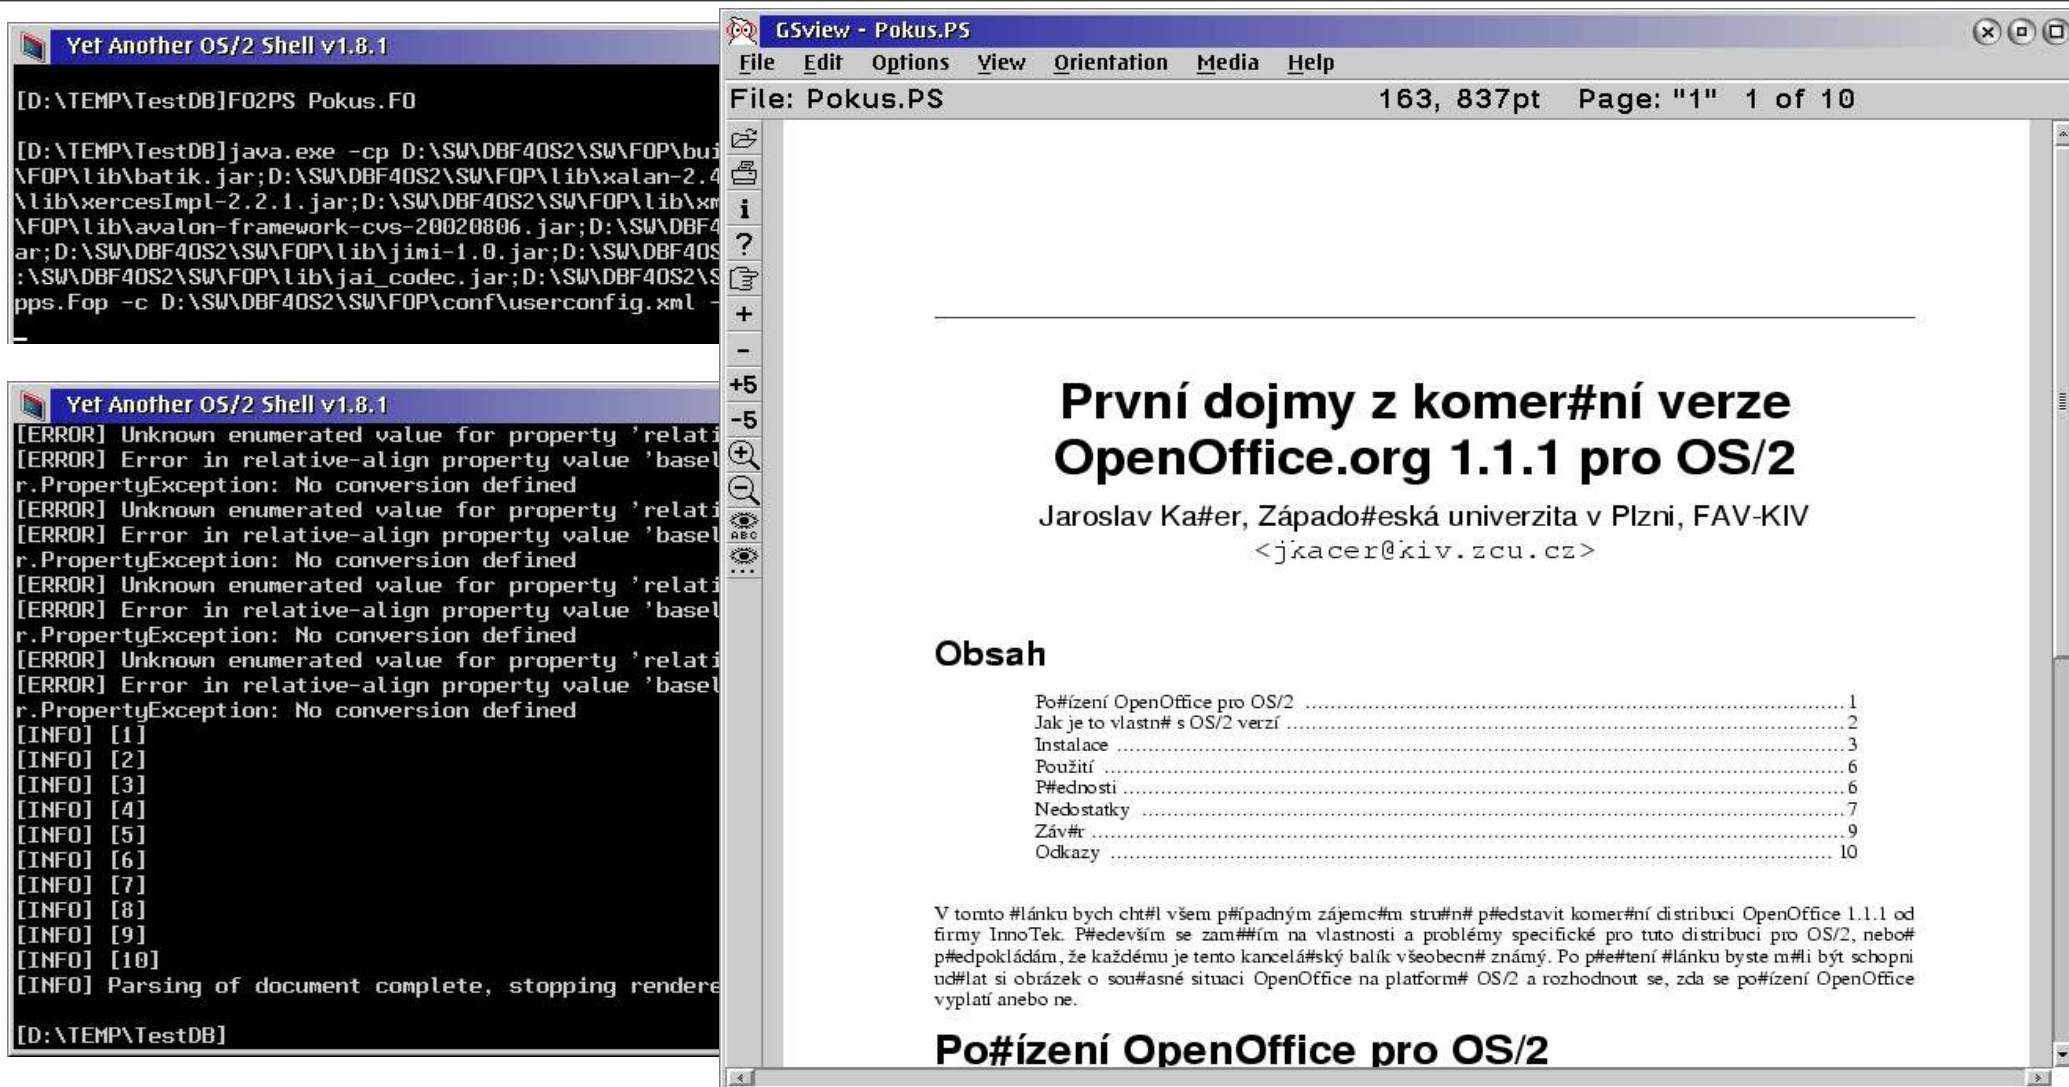 Yet Another OS/2 Shell v1.8.1
[D:\TEMP\TestDB]FO2PS Pokus.FO
[D:\TEMP\TestDB]java.exe -cp D:\SW\DBF4OS2\SW\FOP\bui
\FOP\lib\batik.jar;D:\SW\DBF4OS2\SW\FOP\lib\xalan-2.4
\lib\xercesImpl-2.2.1.jar;D:\SW\DBF4OS2\SW\FOP\lib\xm
\FOP\lib\avalon-framework-cvs-20020806.jar;D:\SW\DBF4
ar;D:\SW\DBF4OS2\SW\FOP\lib\jimi-1.0.jar;D:\SW\DBF4OS
:\SW\DBF4OS2\SW\FOP\lib\jai_codec.jar;D:\SW\DBF4OS2\S
pps.Fop -c D:\SW\DBF4OS2\SW\FOP\conf\userconfig.xml -
Yet Another OS/2 Shell v1.8.1
[ERROR] Unknown enumerated value for property 'relati
[ERROR] Error in relative-align property value 'basel
r.PropertyException: No conversion defined
[ERROR] Unknown enumerated value for property 'relati
[ERROR] Error in relative-align property value 'basel
r.PropertyException: No conversion defined
[ERROR] Unknown enumerated value for property 'relati
[ERROR] Error in relative-align property value 'basel
r.PropertyException: No conversion defined
[ERROR] Unknown enumerated value for property 'relati
[ERROR] Error in relative-align property value 'basel
r.PropertyException: No conversion defined
[INFO] [1]
[INFO] [2]
[INFO] [3]
[INFO] [4]
[INFO] [5]
[INFO] [6]
[INFO] [7]
[INFO] [8]
[INFO] [9]
[INFO] [10]
[INFO] Parsing of document complete, stopping rendere
[D:\TEMP\TestDB]
GSview - Pokus.PS
File Edit Options View Orientation Media Help
File: Pokus.PS 163, 837pt Page: "1" 1 of 10
i
?
+
-
+5
-5
ABC
První dojmy z komer#ní verze
OpenOffice.org 1.1.1 pro OS/2
Jaroslav Ka#er, Západo#eská univerzita v Plzni, FAV-KIV
<jkacer@kiv.zcu.cz>
Obsah
Po#ízení OpenOffice pro OS/2 ........ 1
Jak je to vlastn# s OS/2 verzí ........ 2
Instalace ........ 3
Použití ........ 6
P#ednosti ........ 6
Nedostatky ........ 7
Záv#r ........ 9
Odkazy ........ 10
V tomto #lánku bych cht#l všem p#ípadným zájemc#m stru#n# p#edstavit komer#ní distribuci OpenOffice 1.1.1 od
firmy InnoTek. P#edevším se zam##ím na vlastnosti a problémy specifické pro tuto distribuci pro OS/2, nebo#
p#edpokládám, že každému je tento kancelá#ský balík všeobecn# známý. Po p#e#tení #lánku byste m#li být schopni
ud#lat si obrázek o sou#asné situaci OpenOffice na platform# OS/2 a rozhodnout se, zda se po#ízení OpenOffice
vyplatí anebo ne.
Po#ízení OpenOffice pro OS/2